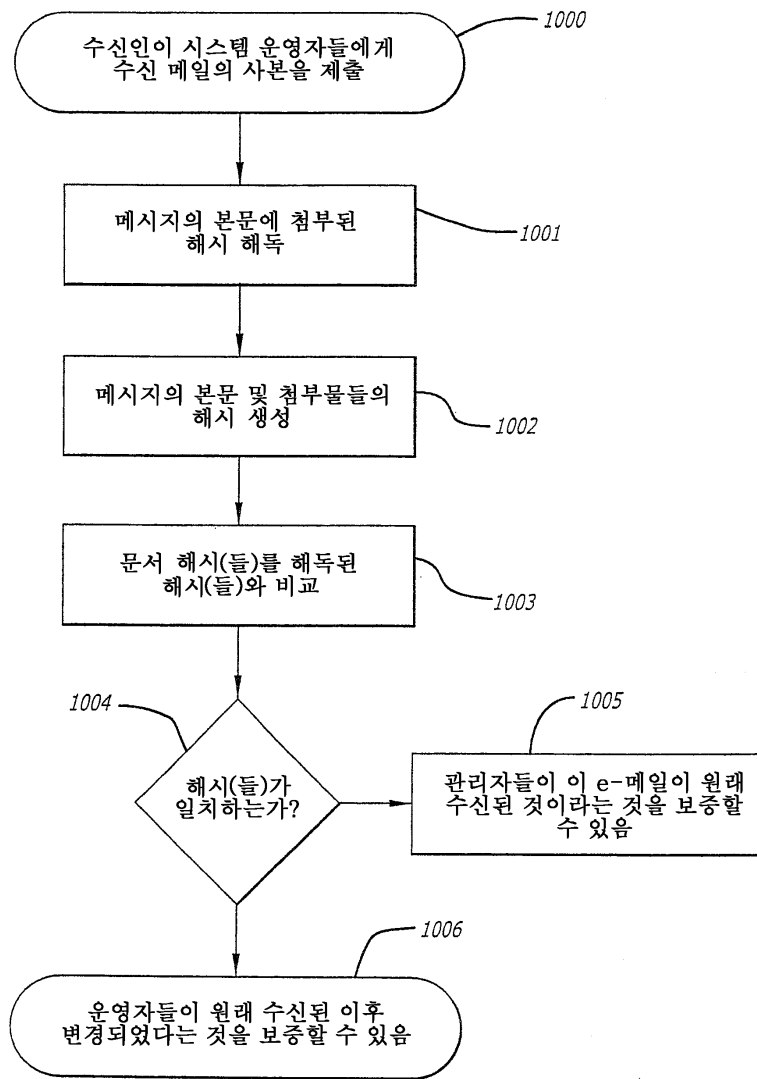 1000
수신인이 시스템 운영자들에게
수신 메일의 사본을 제출
메시지의 본문에 첨부된
해시 해독
1001
메시지의 본문 및 첨부물들의
해시 생성
1002
문서 해시(들)를 해독된
해시(들)와 비교
1003
1004
해시(들)가
일치하는가?
1005
관리자들이 이 e-메일이 원래
수신된 것이라는 것을 보증할
수 있음
1006
운영자들이 원래 수신된 이후
변경되었다는 것을 보증할 수 있음